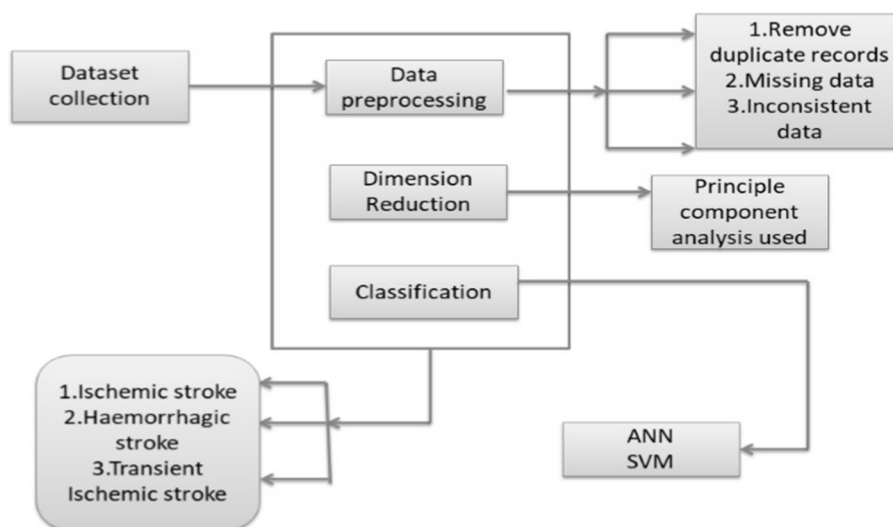 Dataset
collection
Data
preprocessing
1.Remove
duplicate records
2.Missing data
3.Inconsistent
data
Dimension
Reduction
Principle
component
analysis used
Classification
1.Ischemic stroke
2.Haemorrhagic
stroke
3.Transient
Ischemic stroke
ANN
SVM